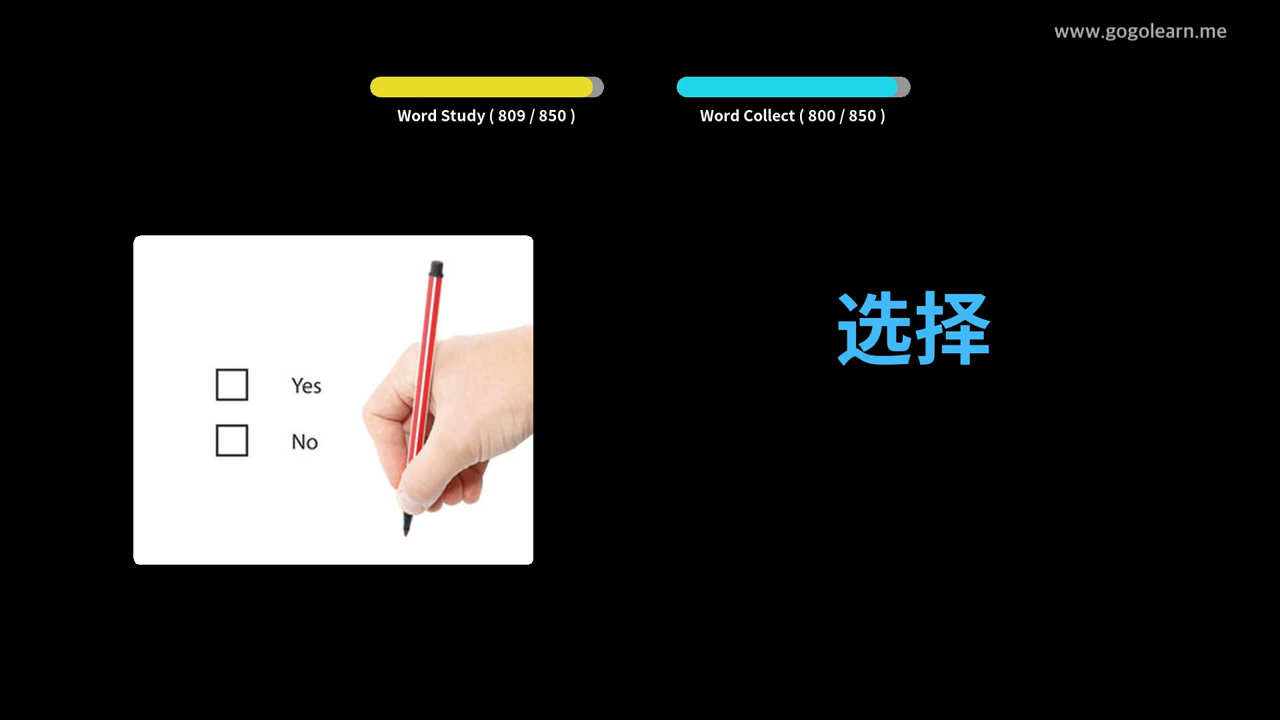 www.gogolearn.me
Word Study ( 809 / 850 )
Word Collect ( 800 / 850 )
选择
Yes
No